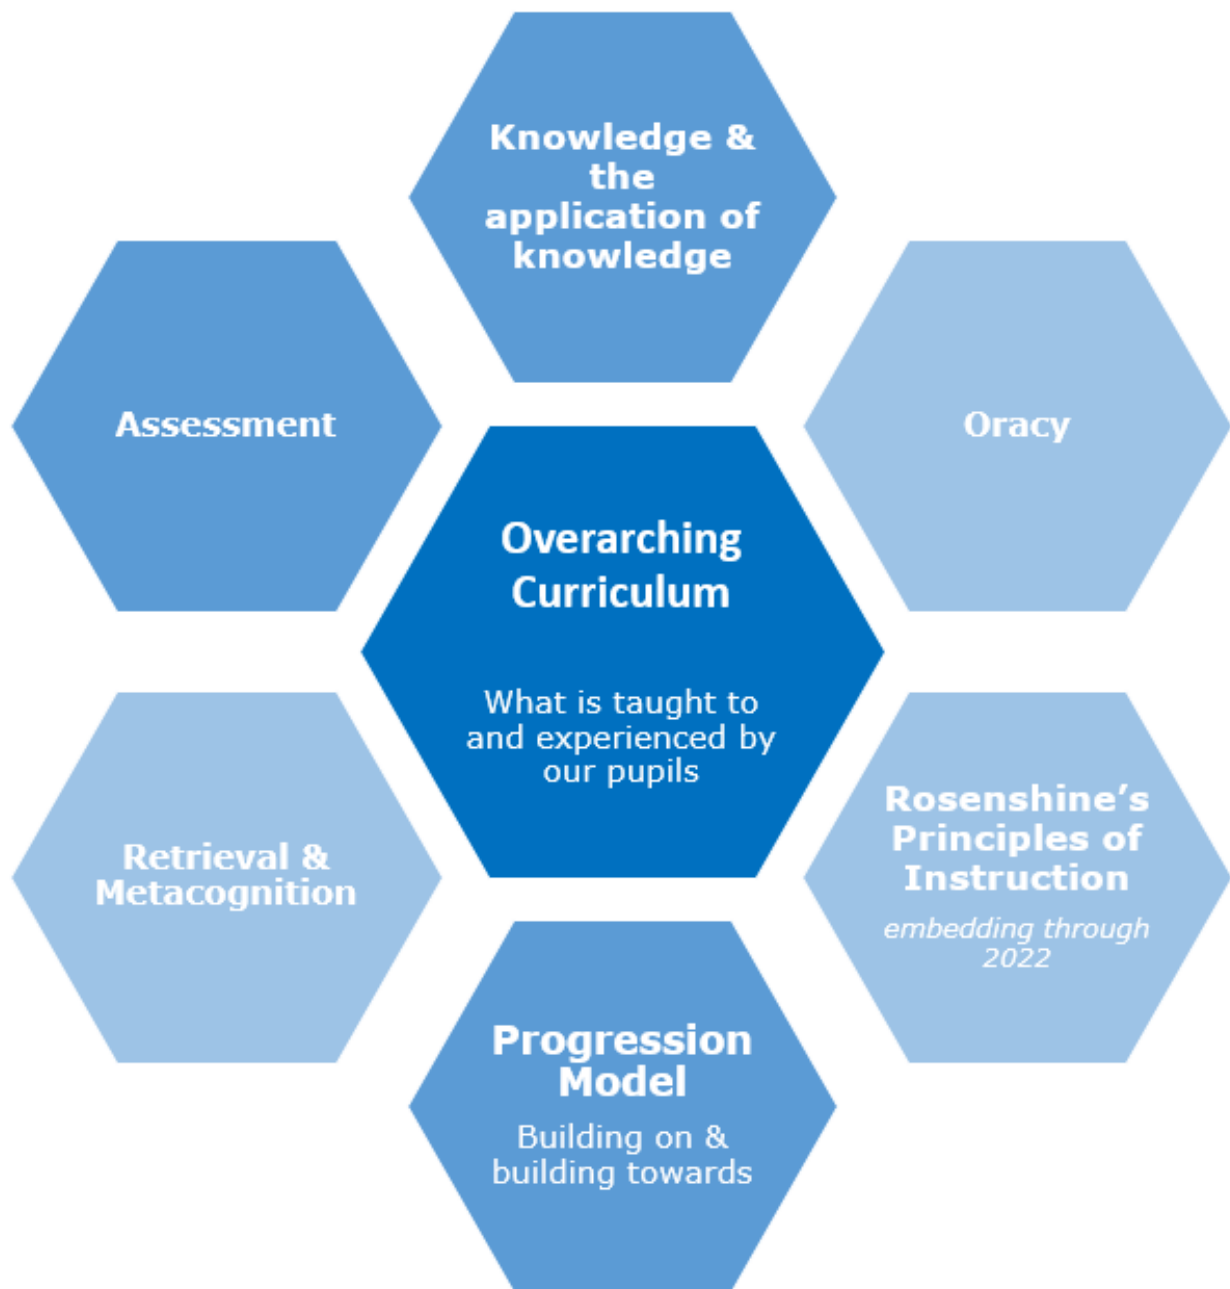 Knowledge &
the
application of
knowledge
Assessment
Oracy
Overarching
Curriculum
What is taught to
and experienced by
our pupils
Retrieval &
Metacognition
Rosenshine’s
Principles of
Instruction
embedding through
2022
Progression
Model
Building on &
building towards